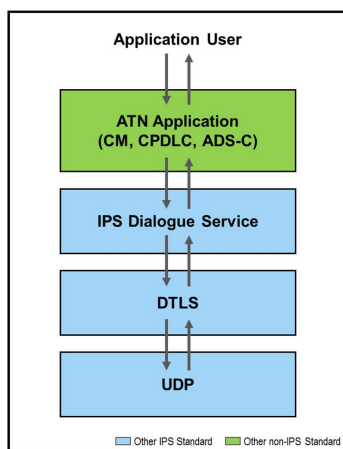 Application User
ATN Application
(CM, CPDLC, ADS-C)
IPS Dialogue Service
DTLS
UDP
Other IPS Standard
Other non-IPS Standard